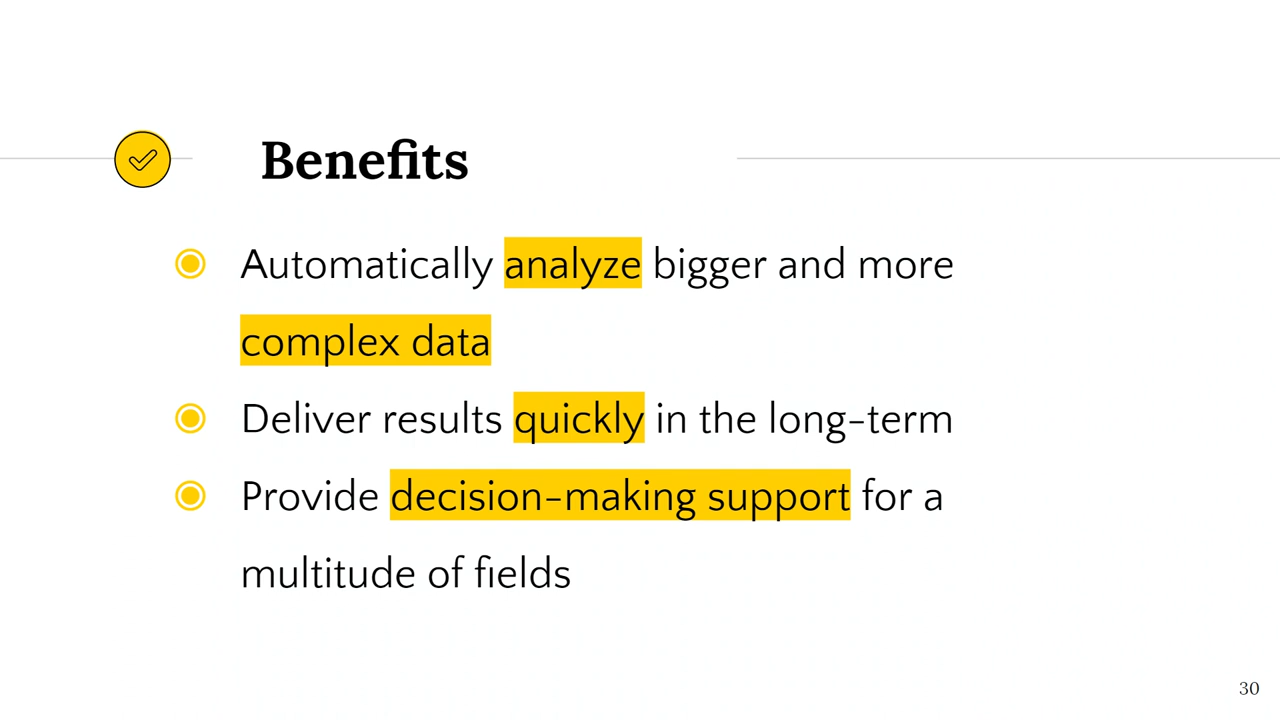 Benefits
Automatically analyze bigger and more
complex data
Deliver results quickly in the long-term
Provide decision-making support for a
multitude of fields
30